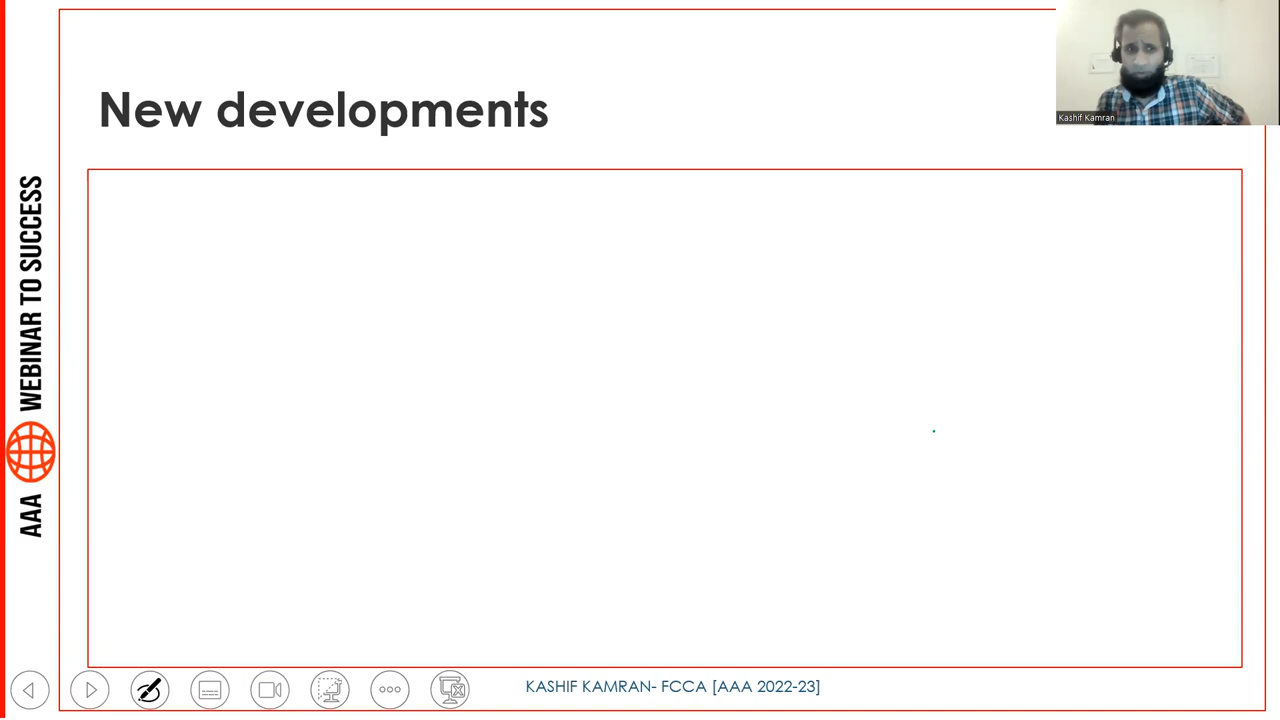 New developments
Kashif Kamran
AAA WEBINAR TO SUCCESS
KASHIF KAMRAN- FCCA [AAA 2022-23]